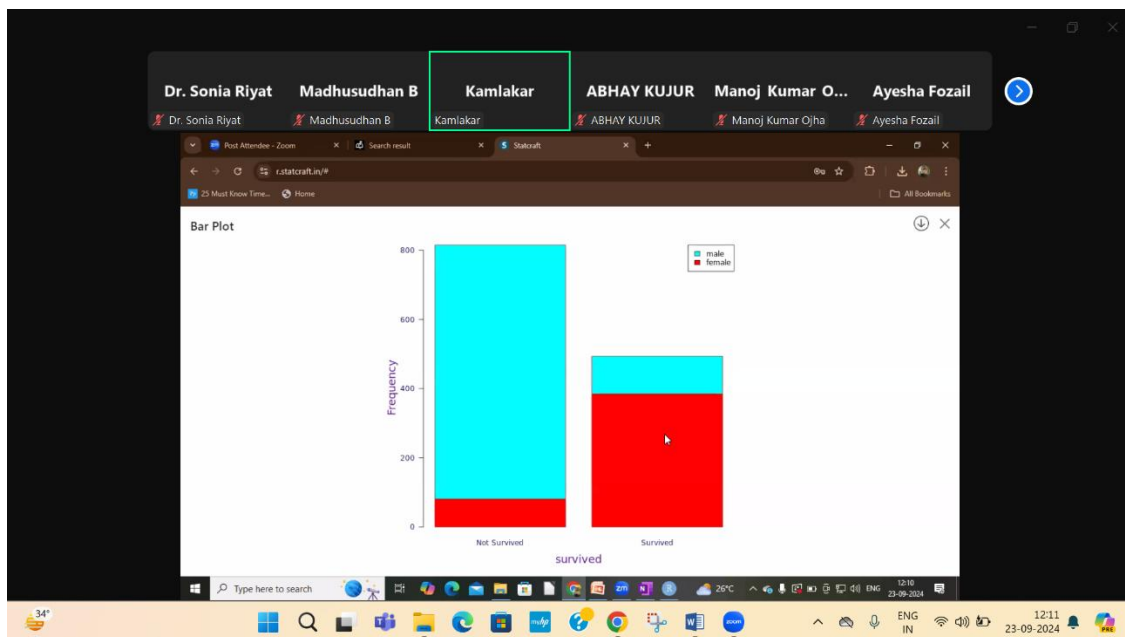 Dr. Sonia Riyat Madhusudhan B Kamlakar ABHAY KUJUR Manoj Kumar O... Ayesha Fozail
Dr. Sonia Riyat Madhusudhan B Kamlakar ABHAY KUJUR Manoj Kumar Ojha Ayesha Fozail
Post Attendee - Zoom Search result Statcraft
r.statcraft.in/#
25 Must Know Time... Home All Bookmarks
Bar Plot
male
female
800
600
400
200
0
Frequency
Not Survived Survived
survived
Type here to search 26°C ENG 12:10
23-09-2024
34°
ENG 12:11
IN 23-09-2024